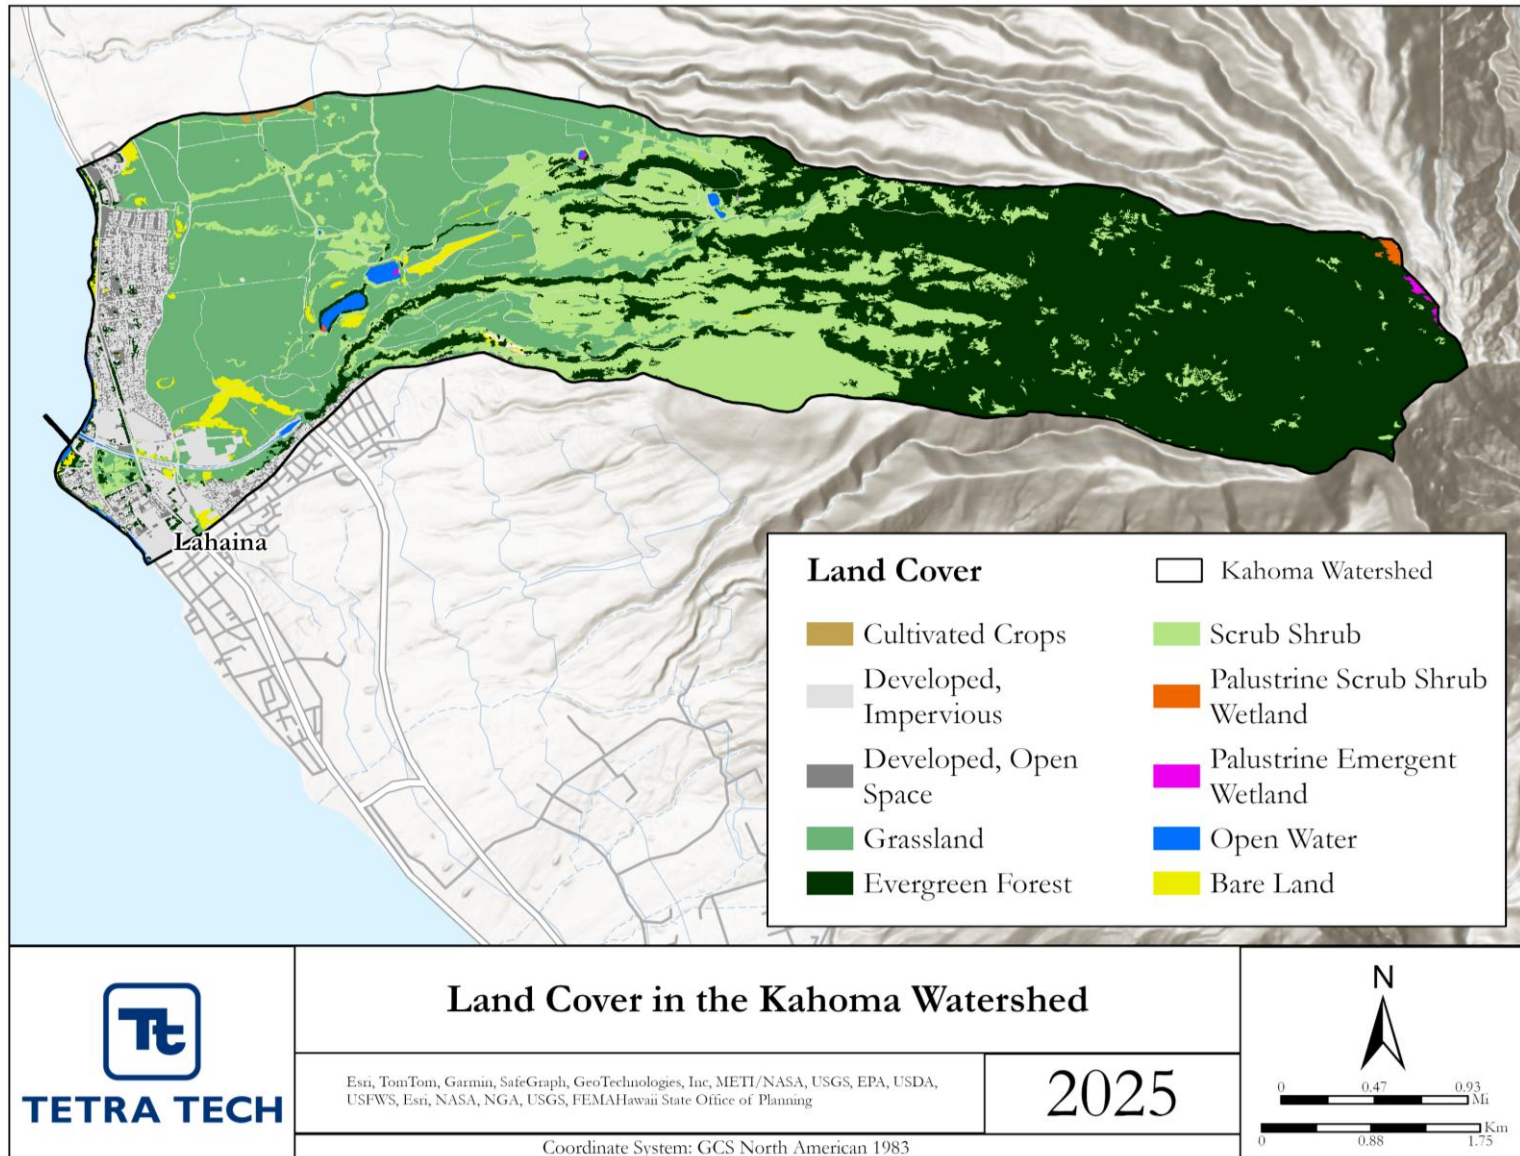 Lahaina
Land Cover
Kahoma Watershed
Cultivated Crops
Scrub Shrub
Developed,
Impervious
Palustrine Scrub Shrub
Wetland
Developed, Open
Space
Palustrine Emergent
Wetland
Grassland
Open Water
Evergreen Forest
Bare Land
Tt
TETRA TECH
Land Cover in the Kahoma Watershed
Esri, TomTom, Garmin, SafeGraph, GeoTechnologies, Inc, METI/NASA, USGS, EPA, USDA,
USFWS, Esri, NASA, NGA, USGS, FEMAHawaii State Office of Planning
2025
Coordinate System: GCS North American 1983
N
0 0.47 0.93
Mi
Km
0 0.88 1.75